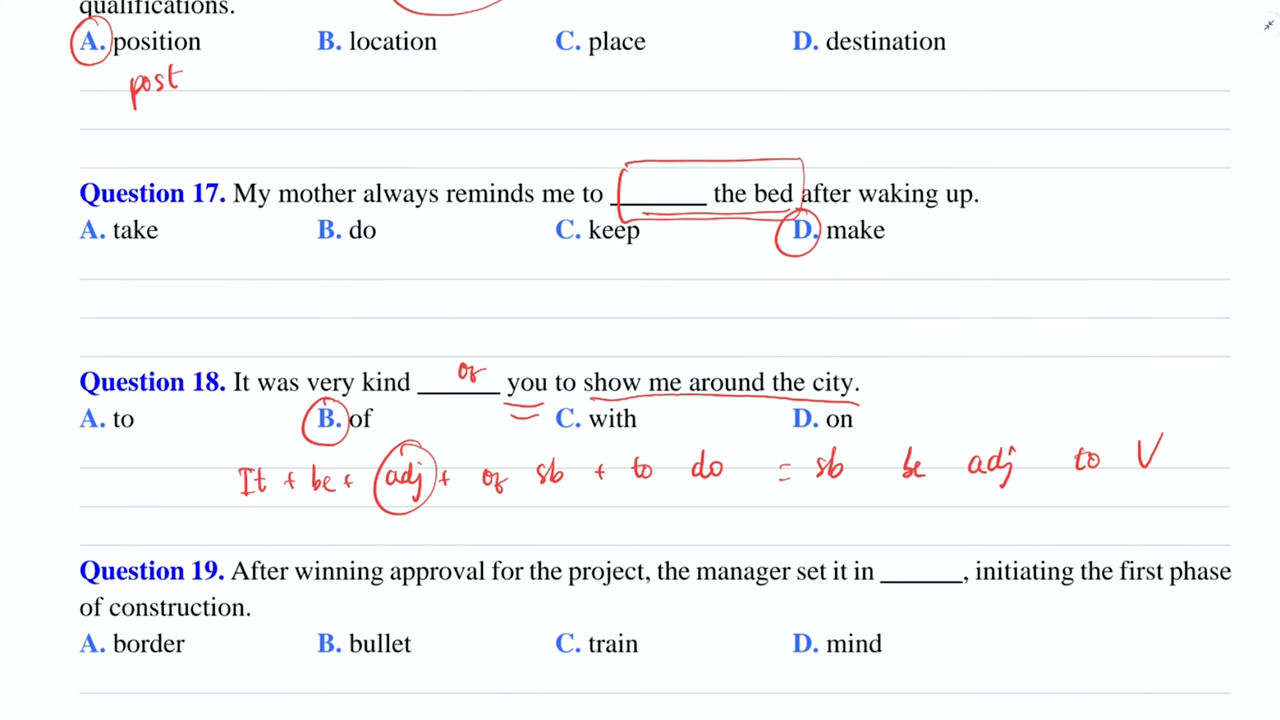 qualifications.
A. position B. location C. place D. destination
post
Question 17. My mother always reminds me to ________ the bed after waking up.
A. take B. do C. keep D. make
of
Question 18. It was very kind ______ you to show me around the city.
A. to B. of C. with D. on
It + be + adj + of sb + to do = sb be adj to V
Question 19. After winning approval for the project, the manager set it in ______, initiating the first phase
of construction.
A. border B. bullet C. train D. mind